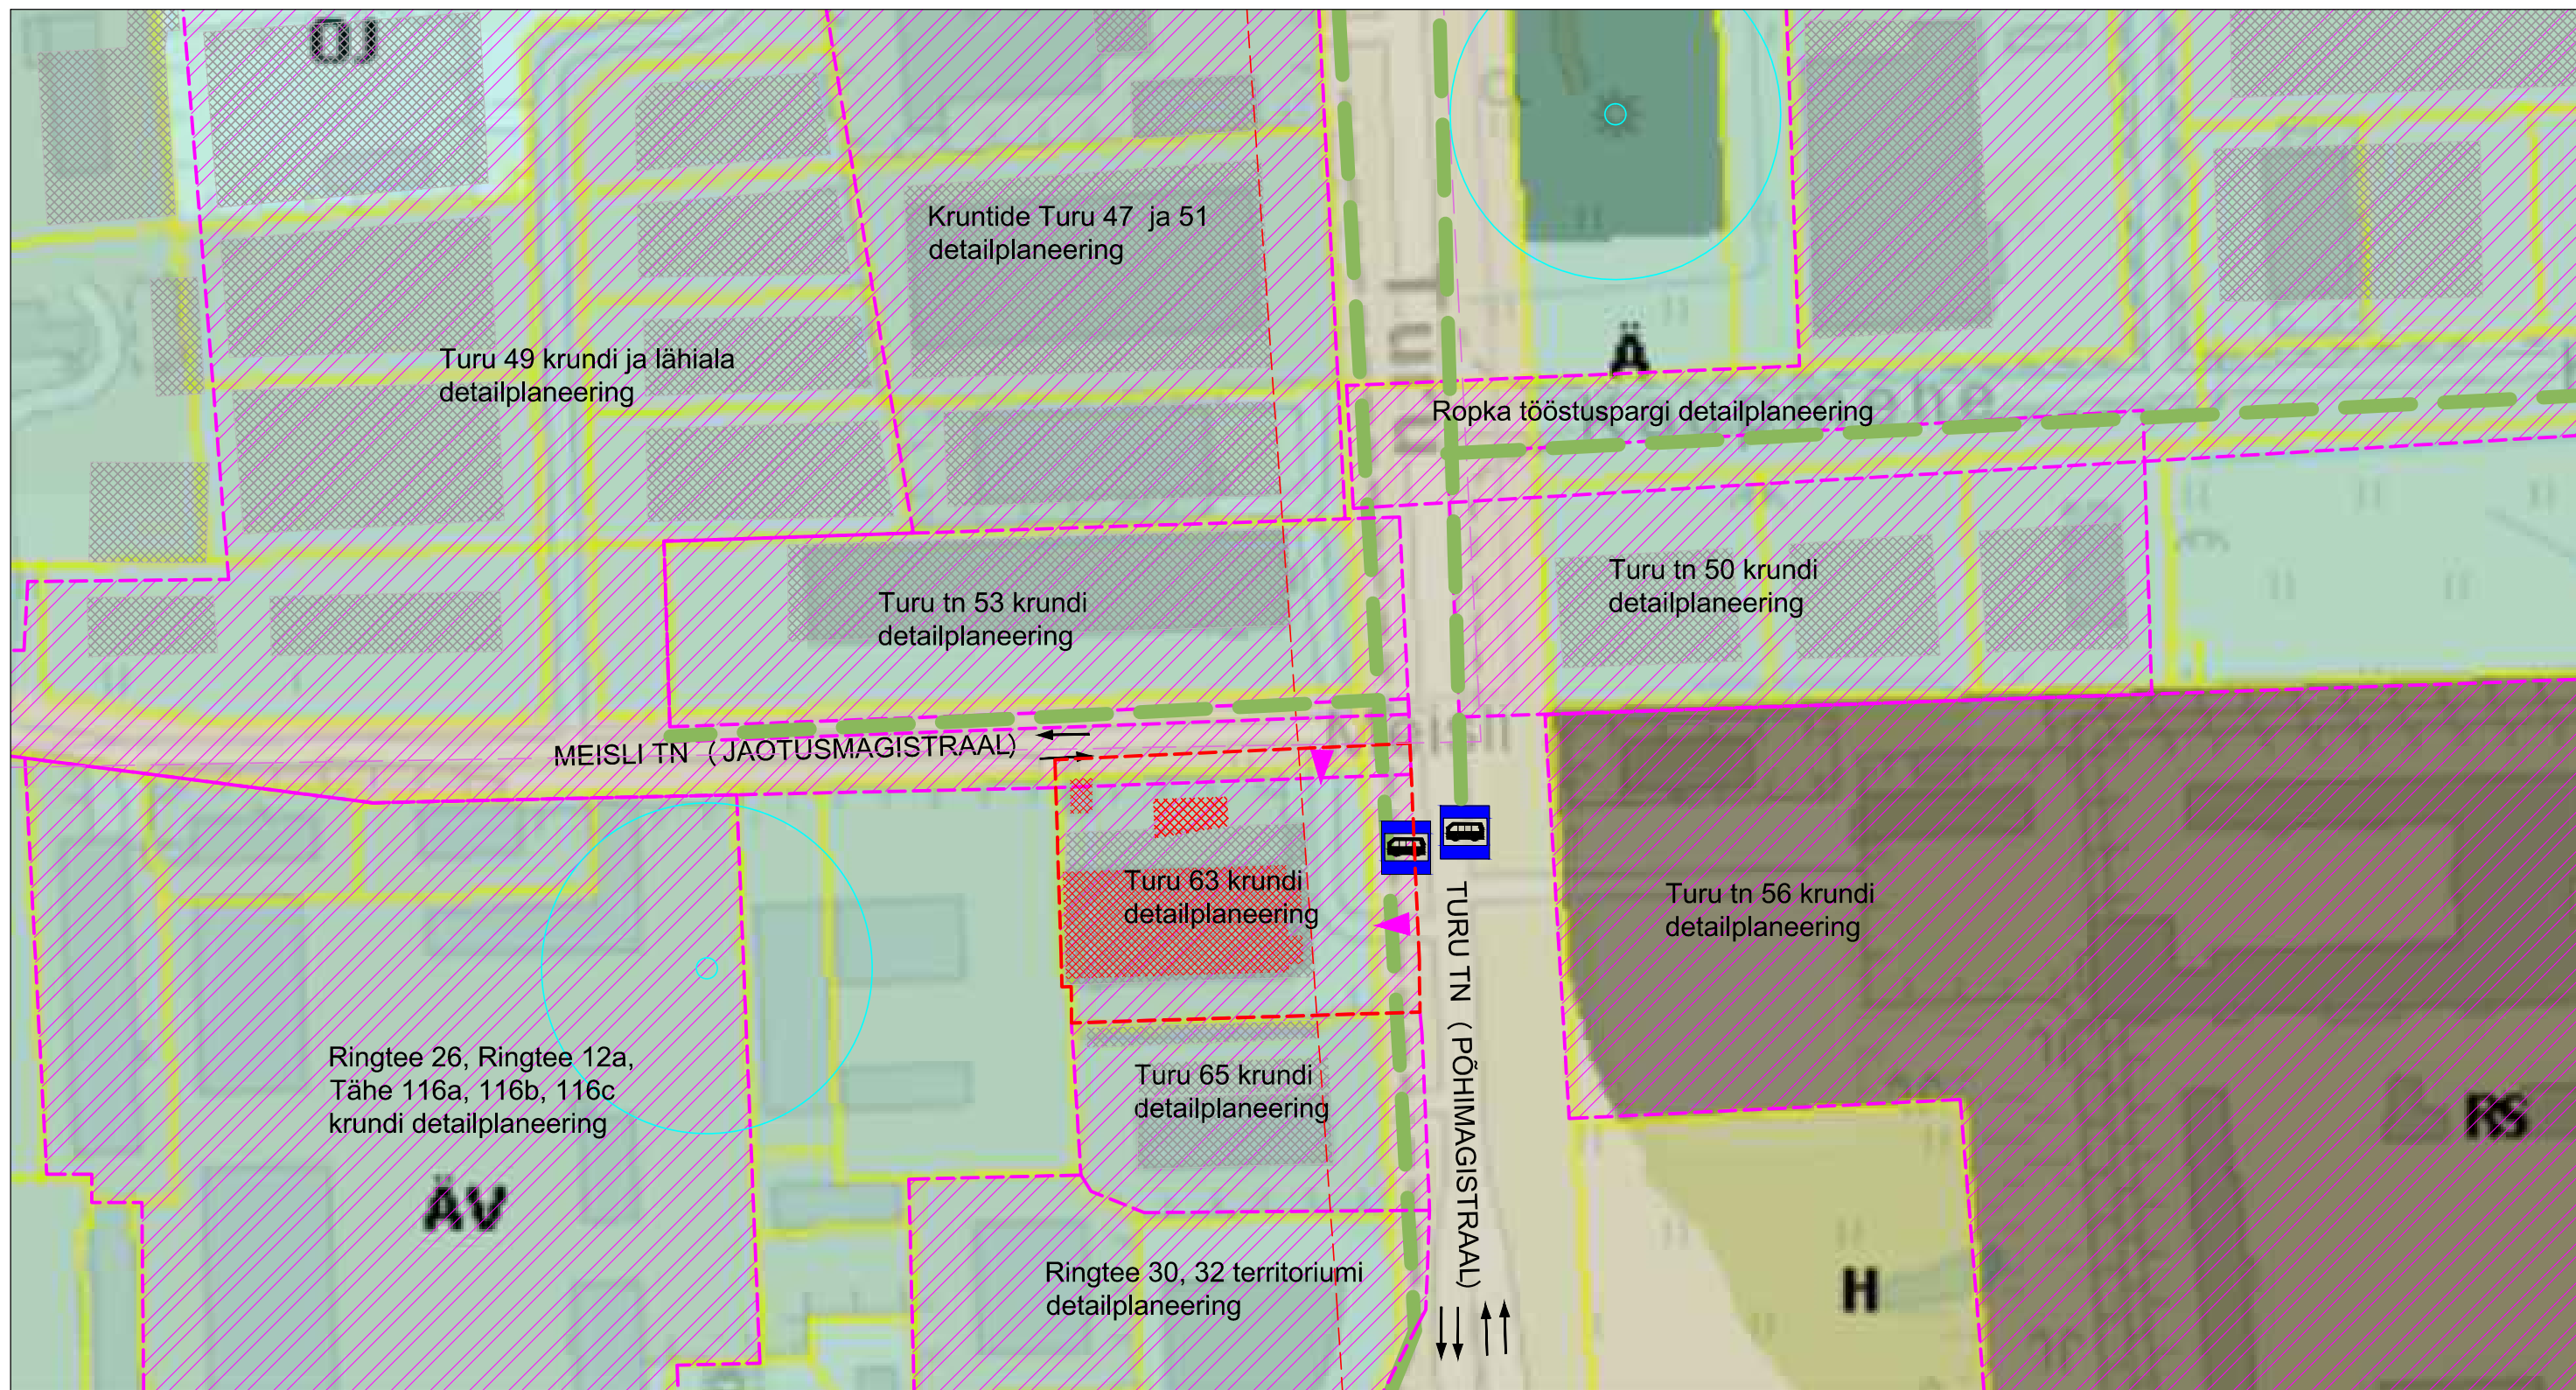 ÖJ
Kruntide Turu 47 ja 51
detailplaneering
Turu
Turu 49 krundi ja lähiala
detailplaneering
Ä
Ropka tööstuspargi detailplaneering
Turu tn 53 krundi
detailplaneering
Turu tn 50 krundi
detailplaneering
Meisli
MEISLI TN (JAOTUSMAGISTRAAL)
Turu 63 krundi
detailplaneering
TURU TN (PÕHIMAGISTRAAL)
Turu tn 56 krundi
detailplaneering
Ringtee 26, Ringtee 12a,
Tähe 116a, 116b, 116c
krundi detailplaneering
Turu 65 krundi
detailplaneering
RS
ÄV
Ringtee 30, 32 territoriumi
detailplaneering
H